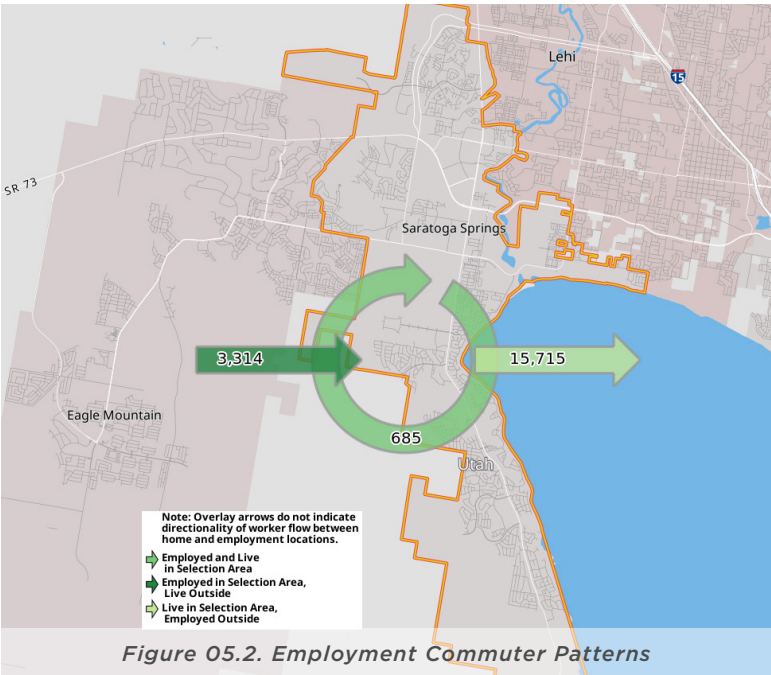 Lehi
15
SR 73
Saratoga Springs
3,314
15,715
Eagle Mountain
685
Utah
Note: Overlay arrows do not indicate
directionality of worker flow between
home and employment locations.
Employed and Live
in Selection Area
Employed in Selection Area,
Live Outside
Live in Selection Area,
Employed Outside
Figure 05.2. Employment Commuter Patterns